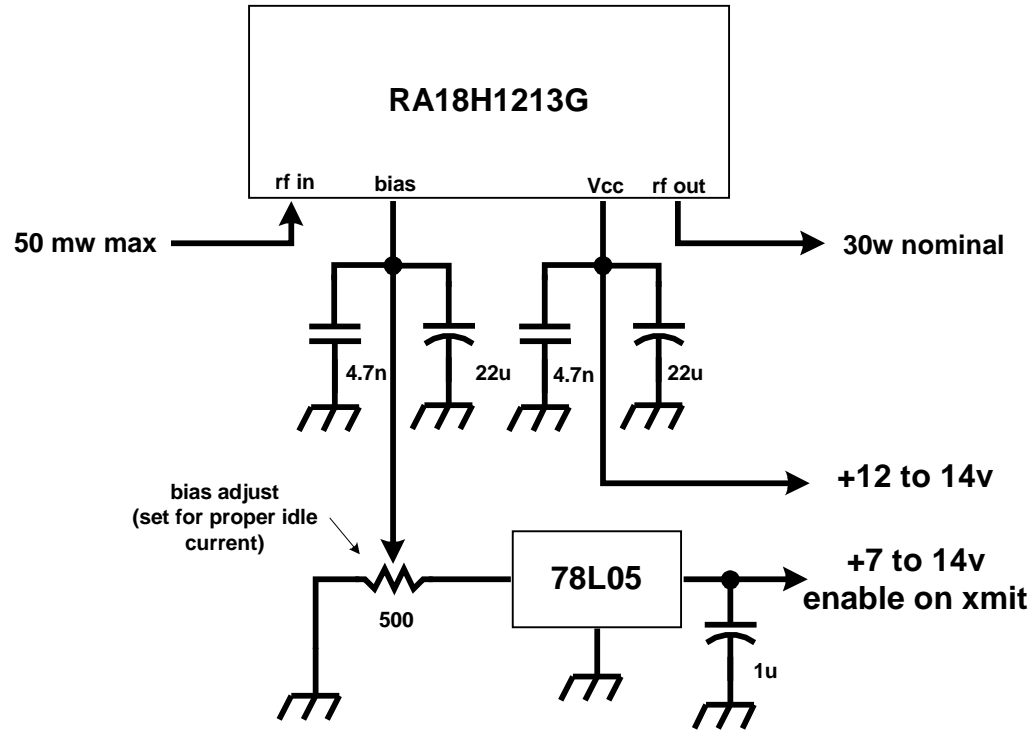 RA18H1213G
rf in
bias
Vcc
rf out
50 mw max
30w nominal
4.7n
22u
4.7n
22u
+12 to 14v
bias adjust
(set for proper idle
current)
78L05
+7 to 14v
enable on xmit
500
1u